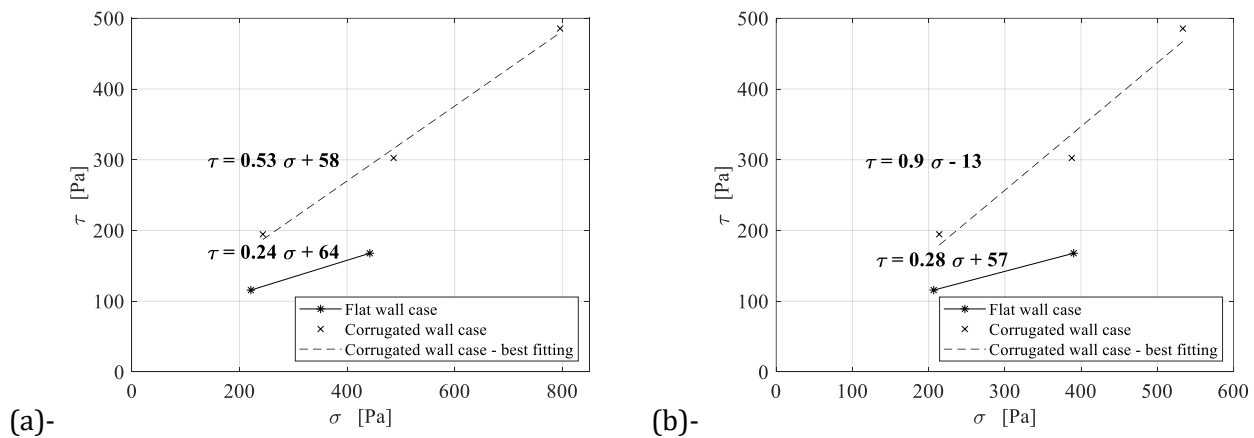 500
400
300
200
100
0
τ [Pa]
τ = 0.53 σ + 58
τ = 0.24 σ + 64
Flat wall case
Corrugated wall case
Corrugated wall case - best fitting
0 200 400 600 800
σ [Pa]
(a)-
500
400
300
200
100
0
τ [Pa]
τ = 0.9 σ - 13
τ = 0.28 σ + 57
Flat wall case
Corrugated wall case
Corrugated wall case - best fitting
0 100 200 300 400 500 600
σ [Pa]
(b)-